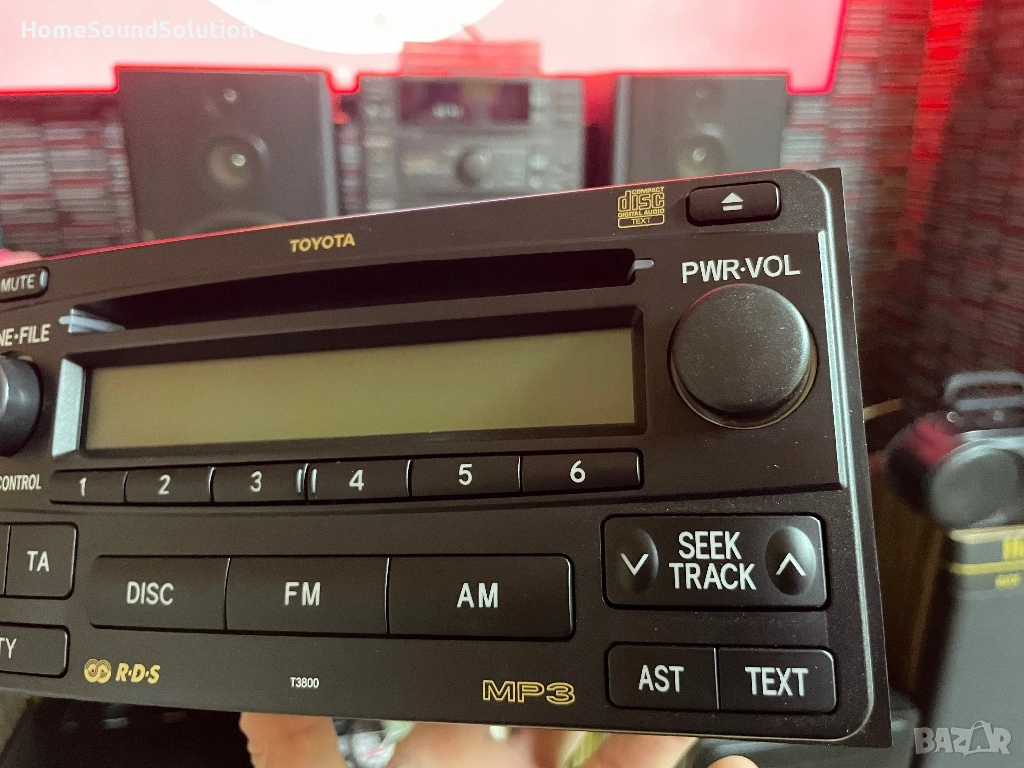 HomeSoundSolution
TOYOTA
COMPACT
disc
DIGITAL AUDIO
TEXT
MUTE
PWR·VOL
NE·FILE
CONTROL
1 2 3 4 5 6
TA
DISC FM AM
SEEK
TRACK
TY
R·D·S
T3800
MP3
AST TEXT
BAZAR